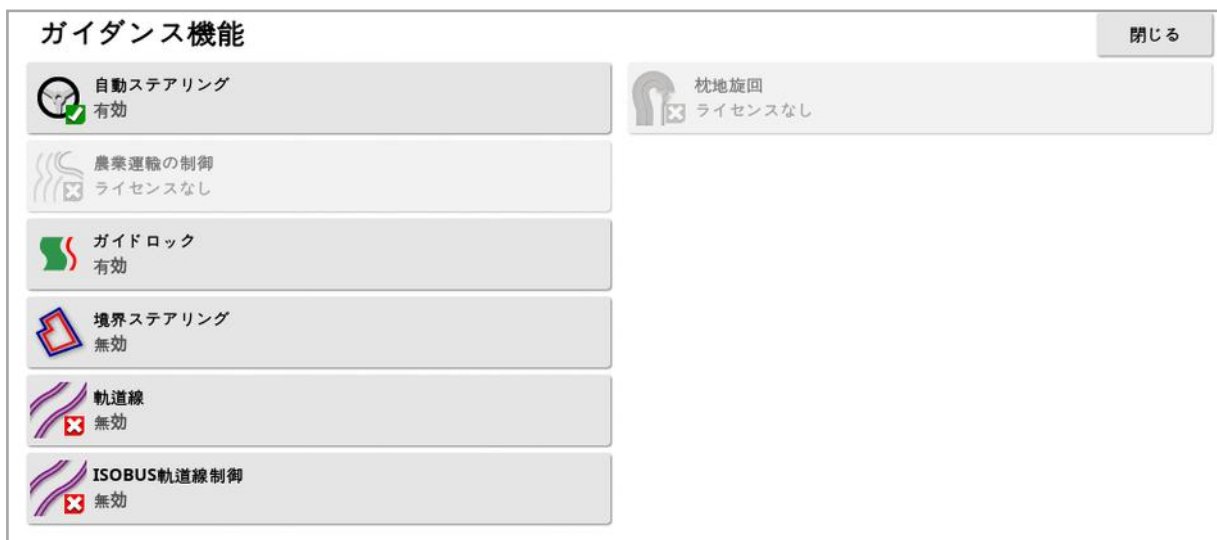 ガイダンス機能
閉じる
自動ステアリング
有効
農業運輸の制御
ライセンスなし
ガイドロック
有効
境界ステアリング
無効
軌道線
無効
ISOBUS軌道線制御
無効
枕地旋回
ライセンスなし